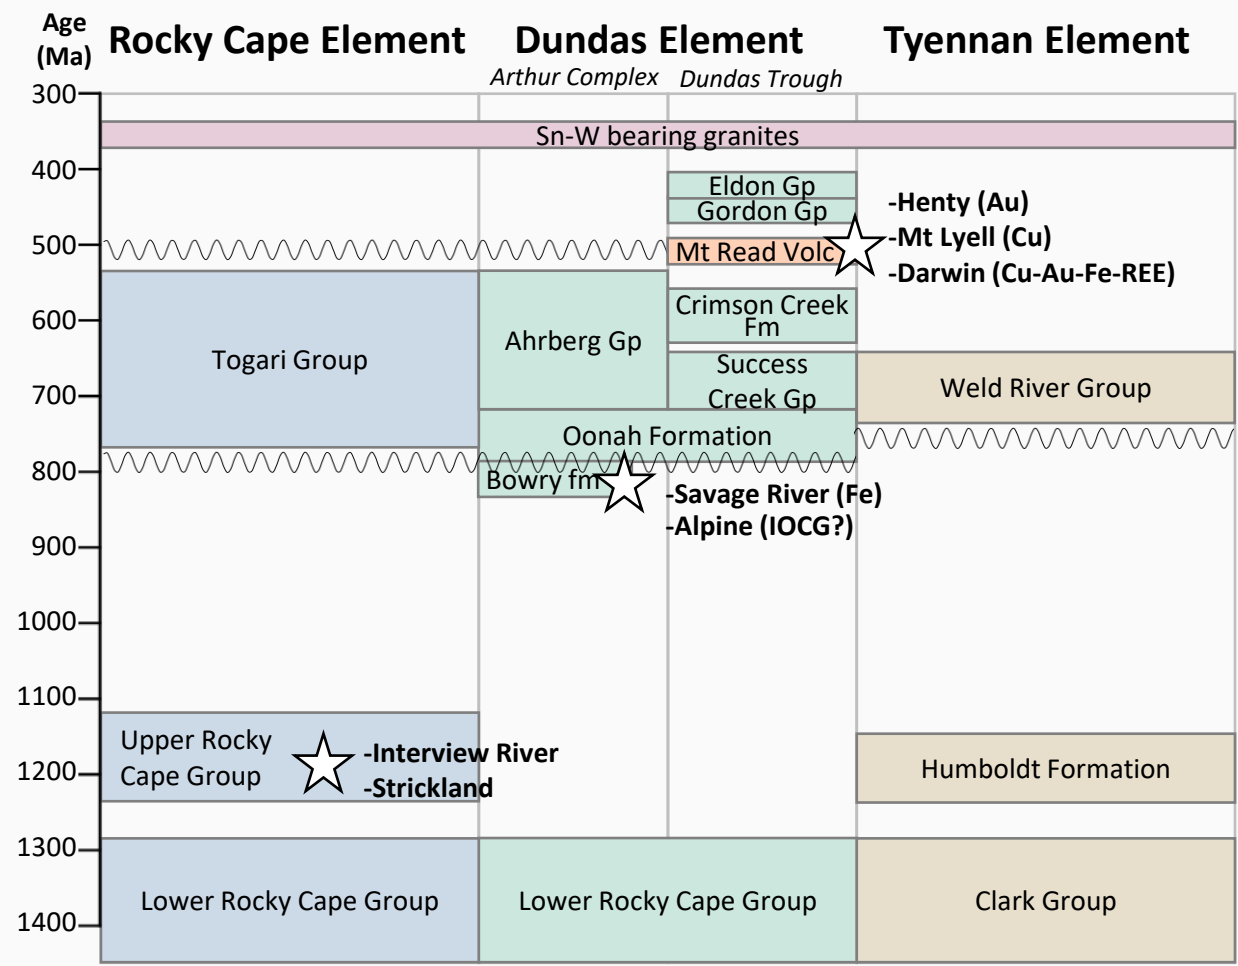 Age
(Ma)
Rocky Cape Element
Dundas Element
Tyennan Element
Arthur Complex
Dundas Trough
300
Sn-W bearing granites
400
Eldon Gp
Gordon Gp
-Henty (Au)
-Mt Lyell (Cu)
-Darwin (Cu-Au-Fe-REE)
500
Mt Read Volc
600
Togari Group
Ahrberg Gp
Crimson Creek
Fm
Success
Creek Gp
Weld River Group
700
Oonah Formation
800
Bowry fm
-Savage River (Fe)
-Alpine (IOCG?)
900
1000
1100
Upper Rocky
Cape Group
-Interview River
-Strickland
1200
Humboldt Formation
1300
Lower Rocky Cape Group
Lower Rocky Cape Group
Clark Group
1400